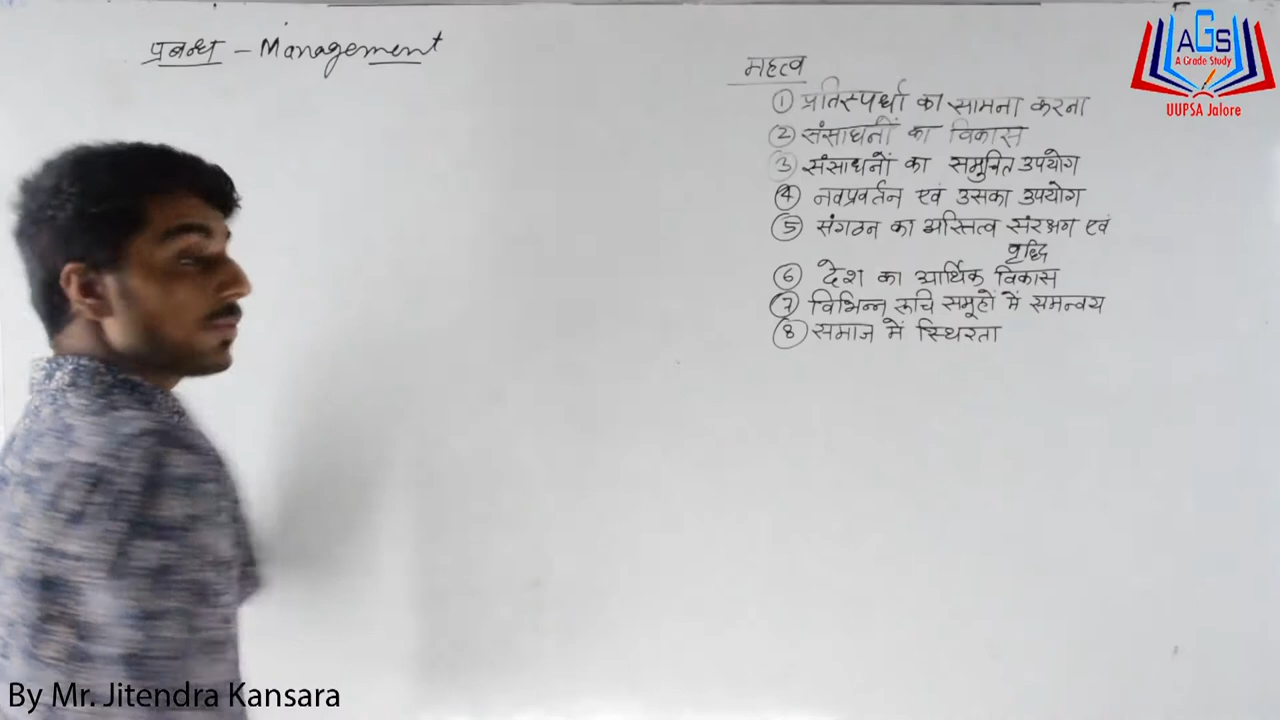 प्रबन्ध - Management
महत्व
① प्रतिस्पर्धा का सामना करना
② संसाधनों का विकास
③ संसाधनों का समुचित उपयोग
④ नवप्रवर्तन एवं उसका उपयोग
⑤ संगठन का अस्तित्व संरक्षण एवं
वृद्धि
⑥ देश का आर्थिक विकास
⑦ विभिन्न रूचि समूहों में समन्वय
⑧ समाज में स्थिरता
AGS
A Grade Study
UUPSA Jalore
By Mr. Jitendra Kansara